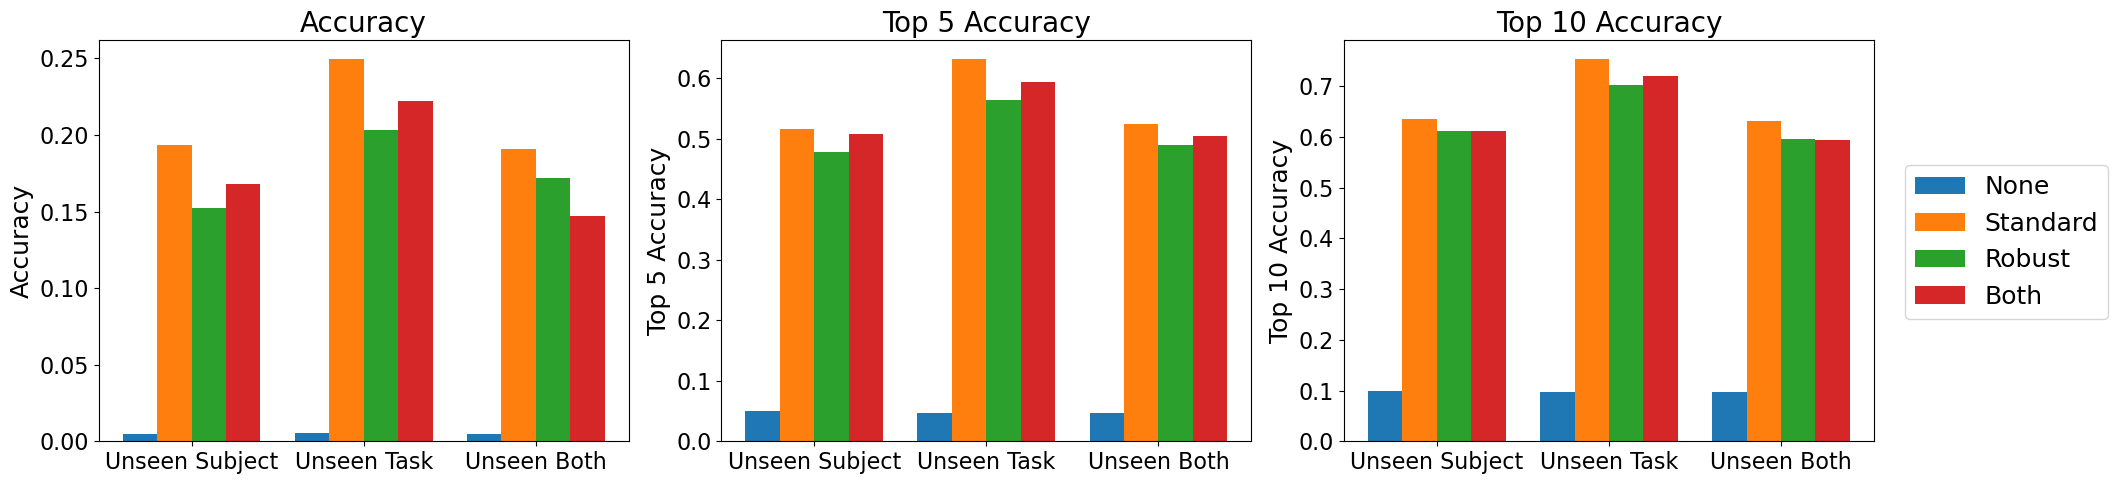 Accuracy
Top 5 Accuracy
Top 10 Accuracy
Accuracy
0.25
0.20
0.15
0.10
0.05
0.00
Unseen Subject
Unseen Task
Unseen Both
Top 5 Accuracy
0.6
0.5
0.4
0.3
0.2
0.1
0.0
Unseen Subject
Unseen Task
Unseen Both
Top 10 Accuracy
0.7
0.6
0.5
0.4
0.3
0.2
0.1
0.0
Unseen Subject
Unseen Task
Unseen Both
None
Standard
Robust
Both